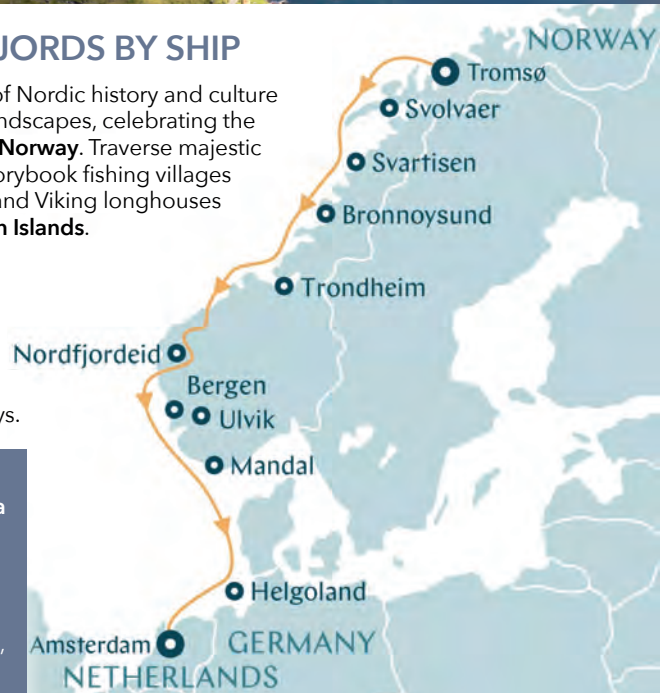 JORDS BY SHIP
of Nordic history and culture
ndscapes, celebrating the
Norway. Traverse majestic
orybook fishing villages
and Viking longhouses
n Islands.
ys.
a
,
NORWAY
Tromsø
Svolvaer
Svartisen
Bronnoysund
Trondheim
Nordfjordeid
Bergen
Ulvik
Mandal
Helgoland
Amsterdam
GERMANY
NETHERLANDS